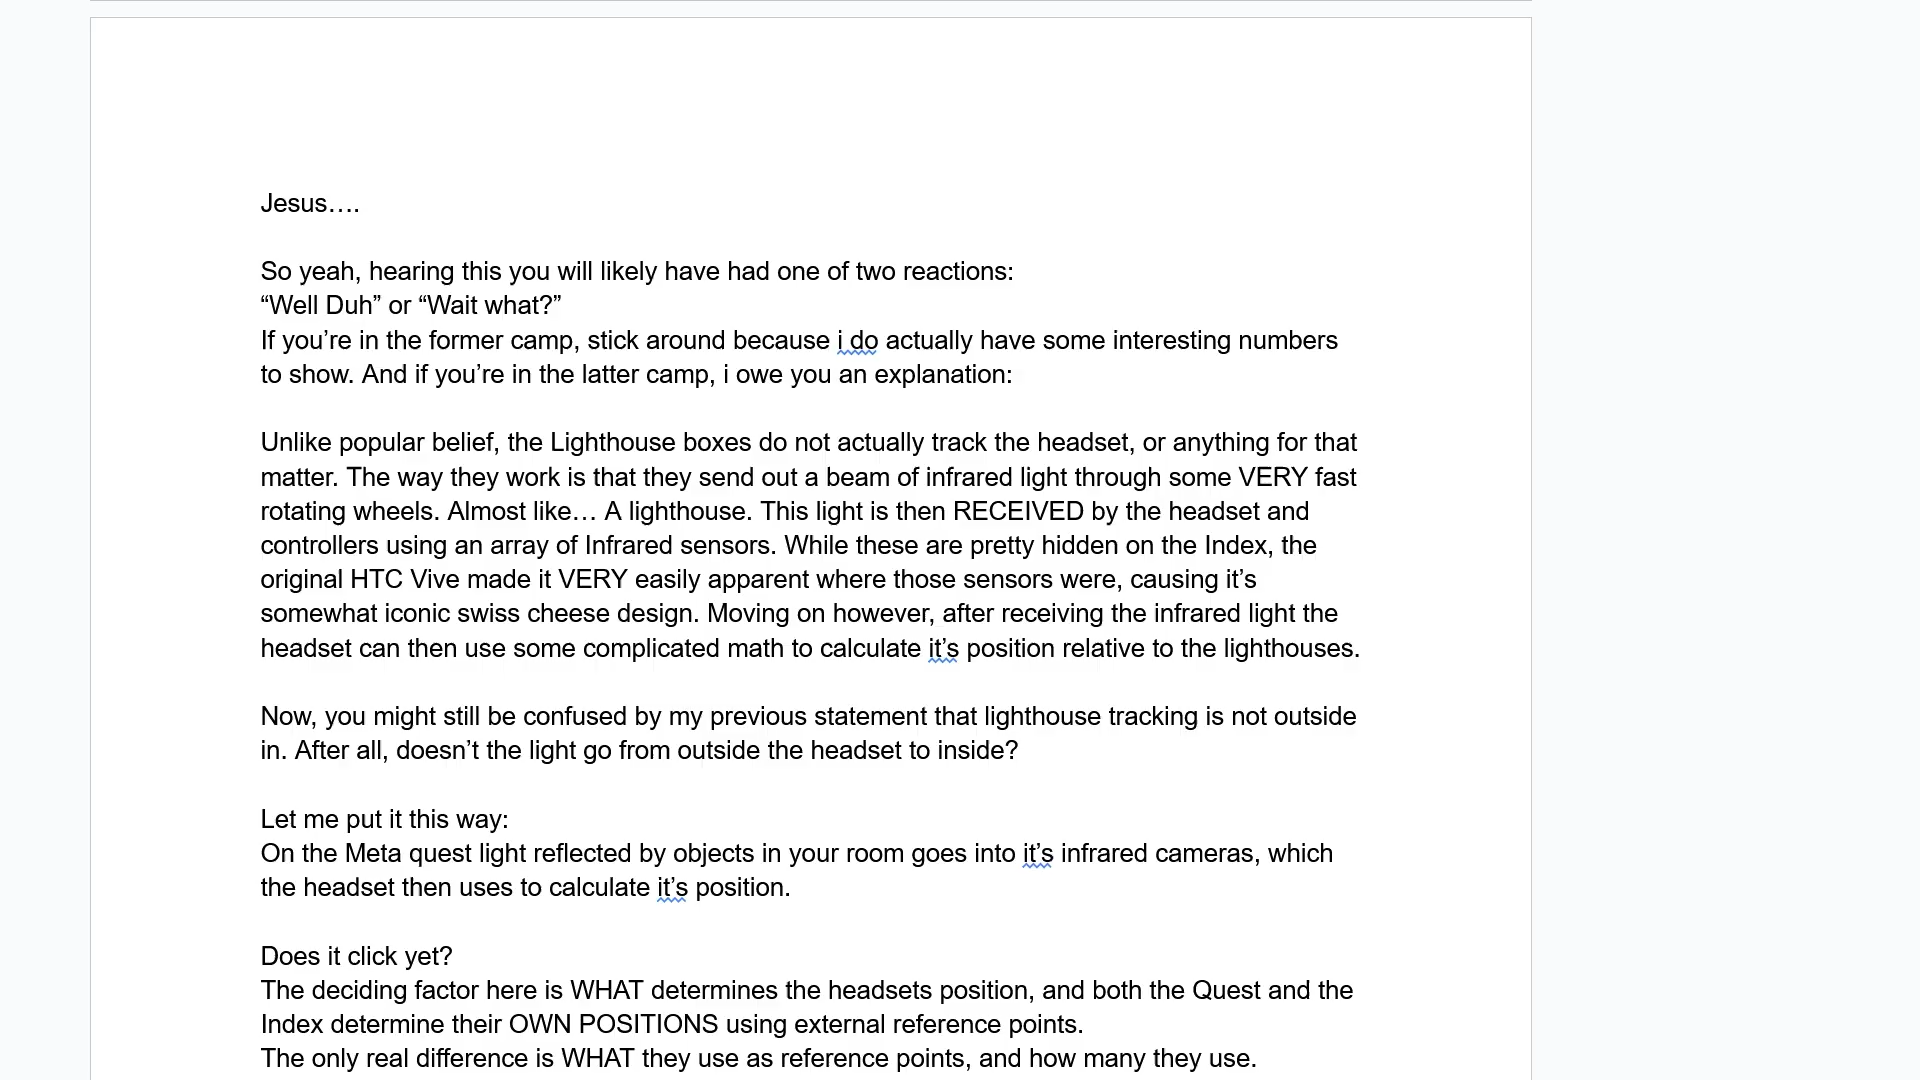 Jesus….
So yeah, hearing this you will likely have had one of two reactions:
“Well Duh” or “Wait what?”
If you’re in the former camp, stick around because i do actually have some interesting numbers
to show. And if you’re in the latter camp, i owe you an explanation:
Unlike popular belief, the Lighthouse boxes do not actually track the headset, or anything for that
matter. The way they work is that they send out a beam of infrared light through some VERY fast
rotating wheels. Almost like… A lighthouse. This light is then RECEIVED by the headset and
controllers using an array of Infrared sensors. While these are pretty hidden on the Index, the
original HTC Vive made it VERY easily apparent where those sensors were, causing it’s
somewhat iconic swiss cheese design. Moving on however, after receiving the infrared light the
headset can then use some complicated math to calculate it’s position relative to the lighthouses.
Now, you might still be confused by my previous statement that lighthouse tracking is not outside
in. After all, doesn’t the light go from outside the headset to inside?
Let me put it this way:
On the Meta quest light reflected by objects in your room goes into it’s infrared cameras, which
the headset then uses to calculate it’s position.
Does it click yet?
The deciding factor here is WHAT determines the headsets position, and both the Quest and the
Index determine their OWN POSITIONS using external reference points.
The only real difference is WHAT they use as reference points, and how many they use.